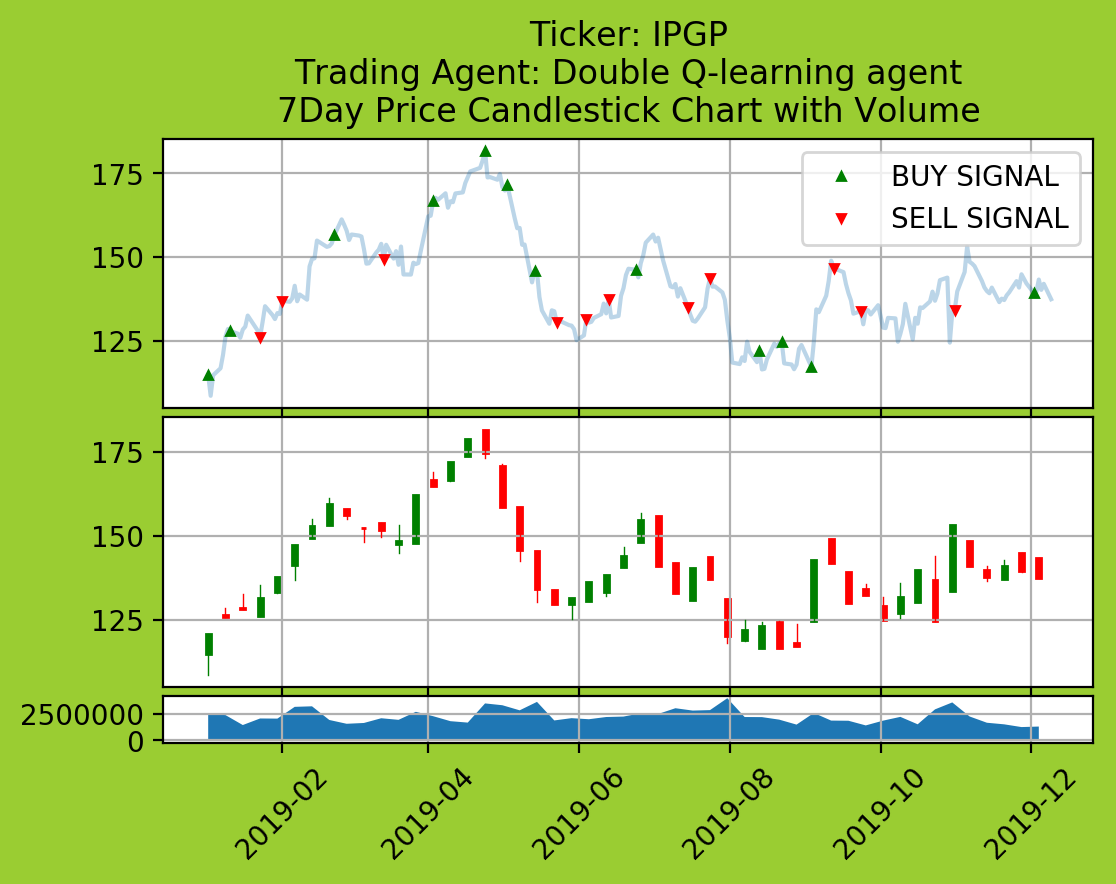 Ticker: IPGP
Trading Agent: Double Q-learning agent
7Day Price Candlestick Chart with Volume
175
150
125
BUY SIGNAL
SELL SIGNAL
175
150
125
2500000
0
2019-02
2019-04
2019-06
2019-08
2019-10
2019-12